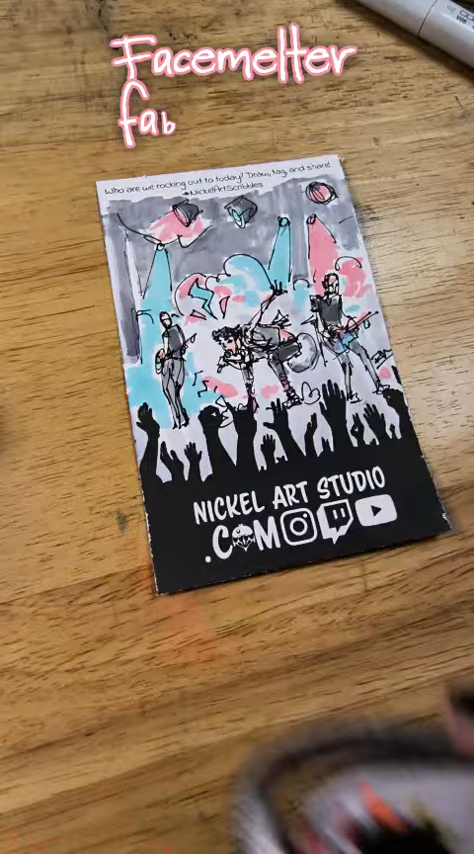 Facemelter
fab
Who are we rocking out to today? Draw, tag, and share!
#NickelArtScribbles
NICKEL ART STUDIO
.COM